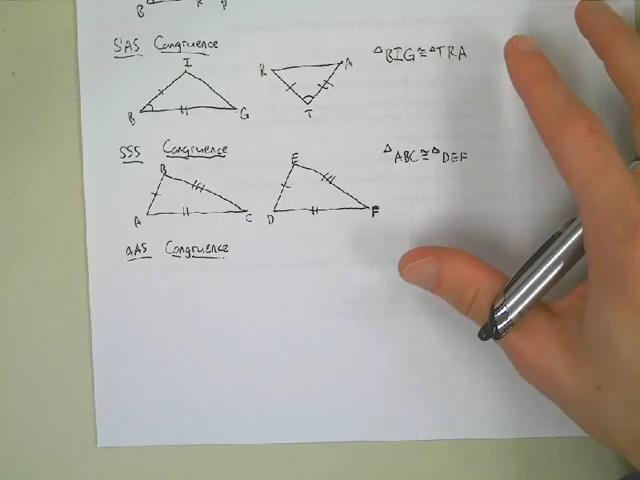 B R P
SAS Congruence
I
R A
△BIG ≅ △TRA
B G
T
SSS Congruence
B E
△ABC ≅ △DEF
A C D F
AAS Congruence